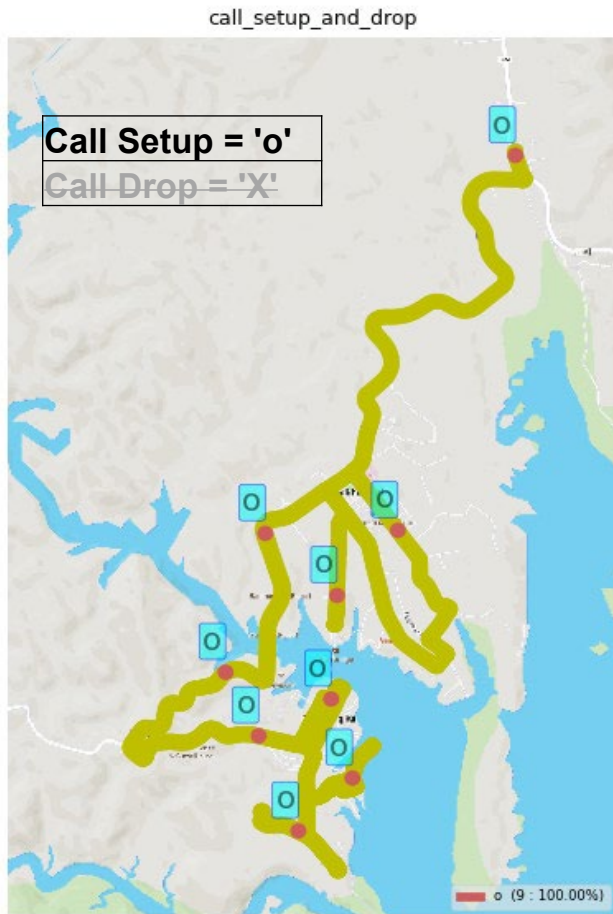 call_setup_and_drop
O
Call Setup = 'o'
Call Drop = 'X'
O
O
O
O
O
O
O
O
o (9 : 100.00%)